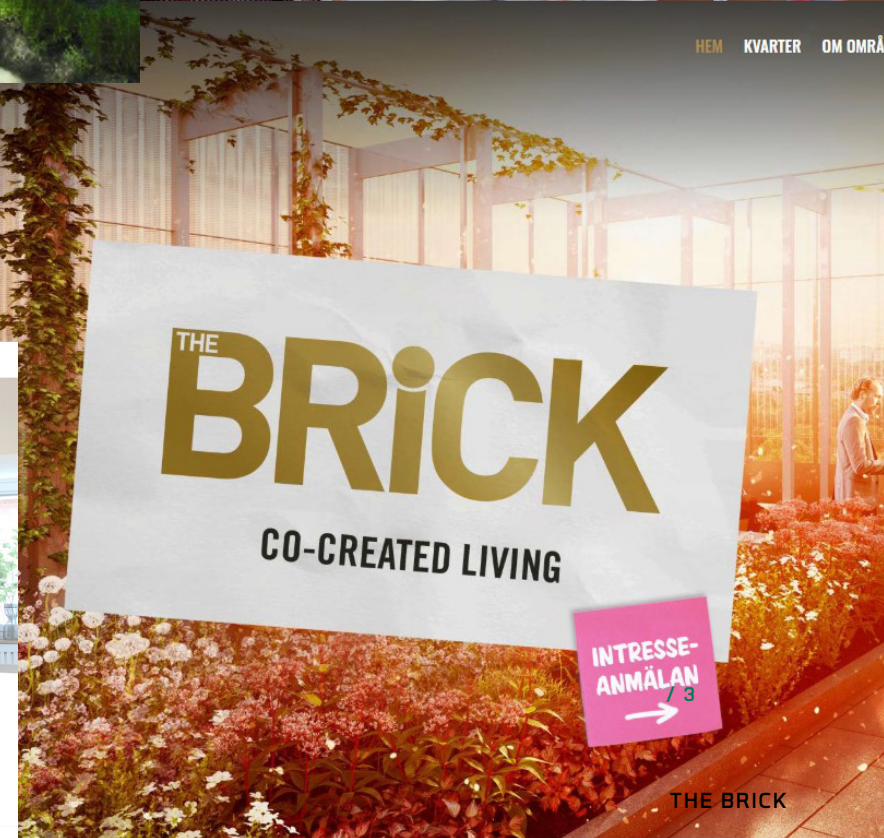 HEM KVARTER OM OMRÅ
THE
BRiCK
CO-CREATED LIVING
INTRESSE-
ANMÄLAN
/ 3
THE BRICK